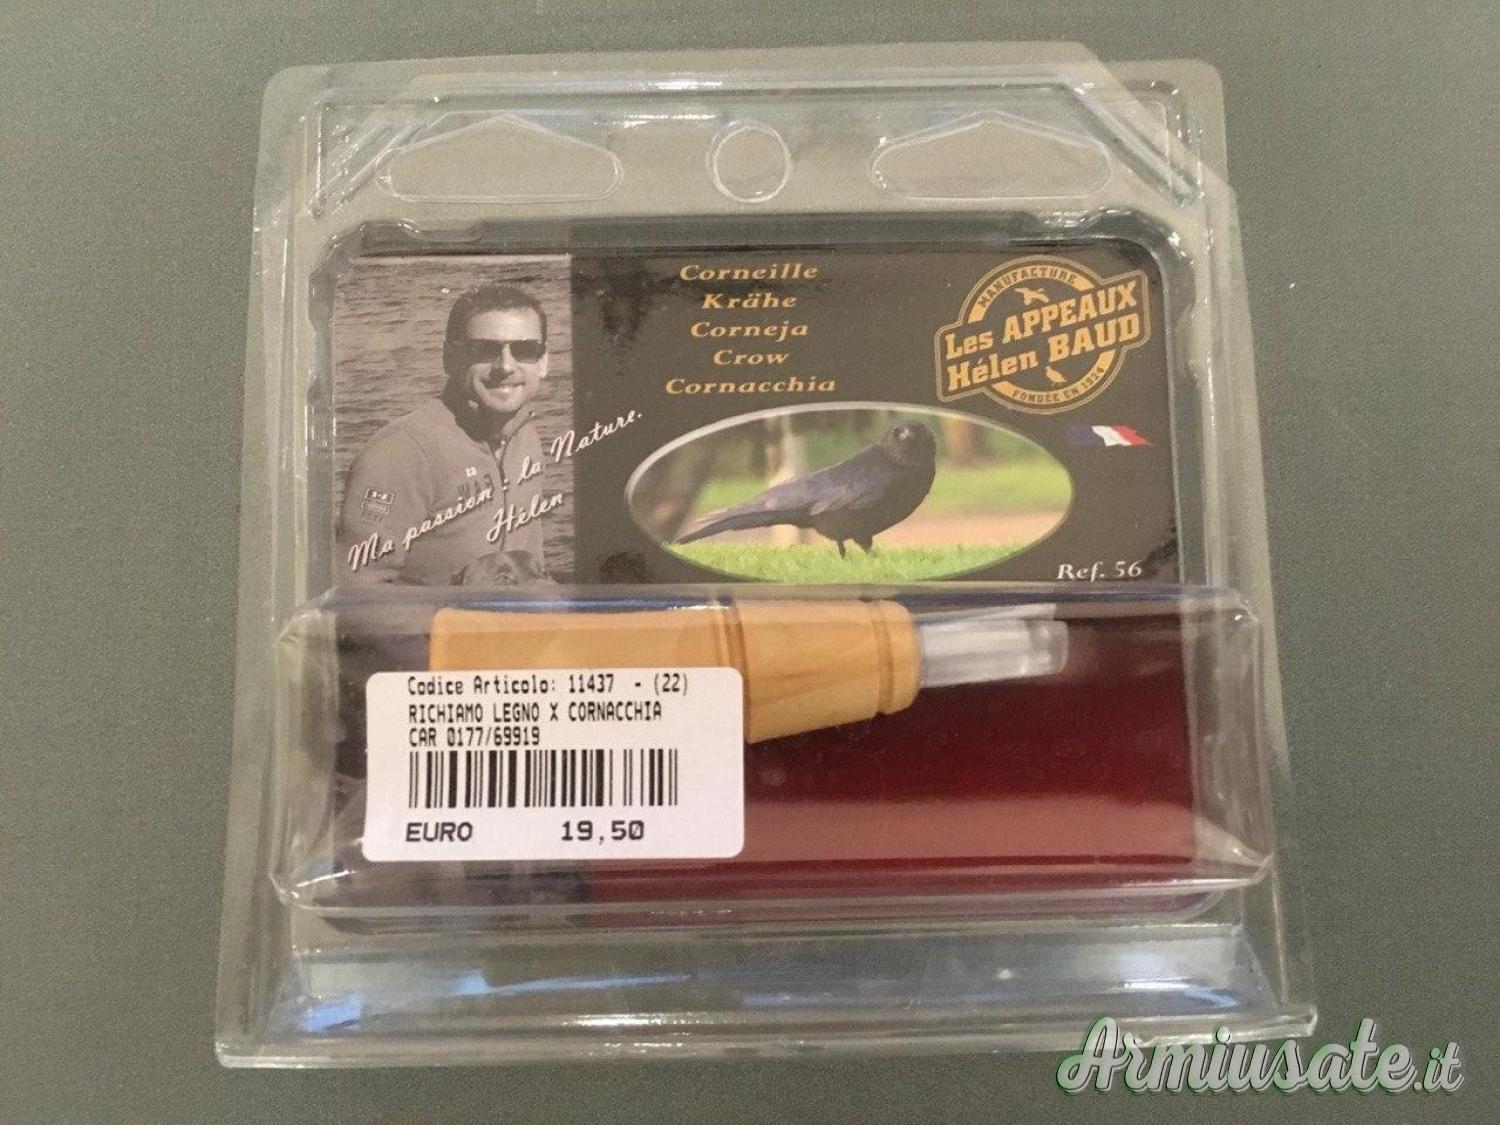 Corneille
Krähe
Corneja
Crow
Cornacchia
MANUFACTURE
Les APPEAUX
Hélen BAUD
FONDÉE EN 1924
Ma passion : la Nature.
Hélen
Ref. 56
Codice Articolo: 11437 - (22)
RICHIAMO LEGNO X CORNACCHIA
CAR 0177/69919
EURO 19,50
Armiusate.it